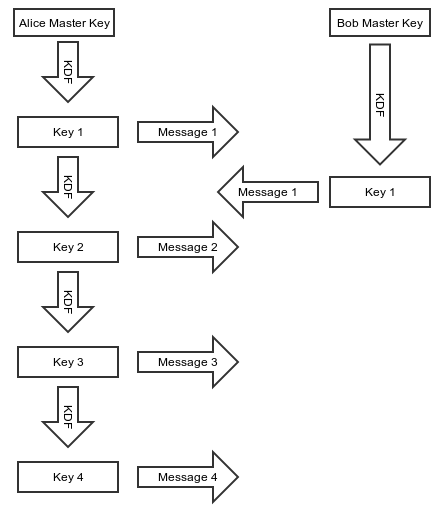 Alice Master Key
Bob Master Key
KDF
KDF
Key 1
Message 1
KDF
Message 1
Key 1
Key 2
Message 2
KDF
Key 3
Message 3
KDF
Key 4
Message 4